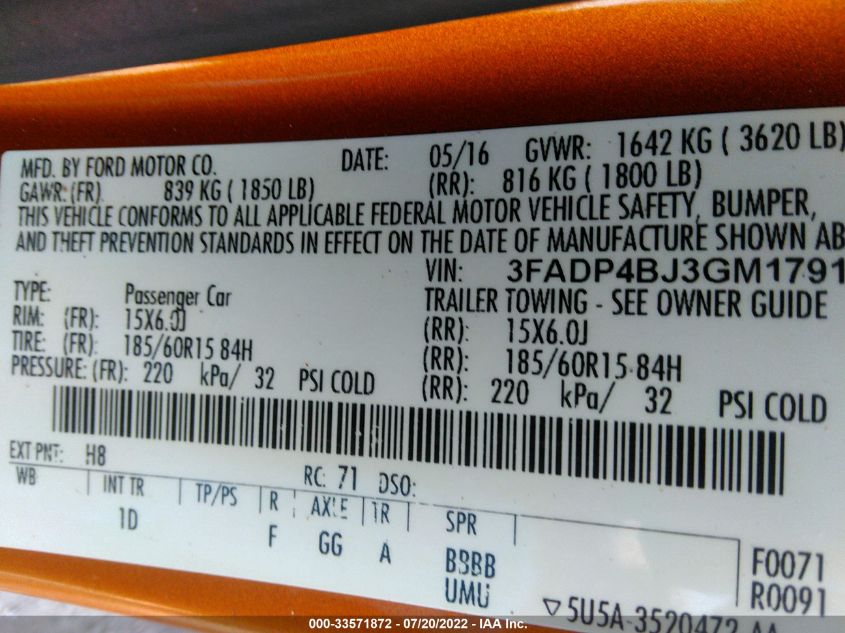 MFD. BY FORD MOTOR CO. DATE: 05/16 GVWR: 1642 KG ( 3620 LB)
GAWR: (FR) 839 KG ( 1850 LB) (RR): 816 KG ( 1800 LB)
THIS VEHICLE CONFORMS TO ALL APPLICABLE FEDERAL MOTOR VEHICLE SAFETY, BUMPER,
AND THEFT PREVENTION STANDARDS IN EFFECT ON THE DATE OF MANUFACTURE SHOWN AB
VIN: 3FADP4BJ3GM1791
TYPE: Passenger Car TRAILER TOWING - SEE OWNER GUIDE
RIM: (FR): 15X6.0J (RR): 15X6.0J
TIRE: (FR): 185/60R15 84H (RR): 185/60R15 84H
PRESSURE: (FR): 220 kPa/ 32 PSI COLD (RR): 220 kPa/ 32 PSI COLD
EXT PNT: H8 RC: 71 DSO:
WB INT TR TP/PS R AXLE TR SPR
1D F GG A BBBB F0071
UMU R0091
5U5A-3520472
000-33571872 / 07/20/2022 - IAA Inc.